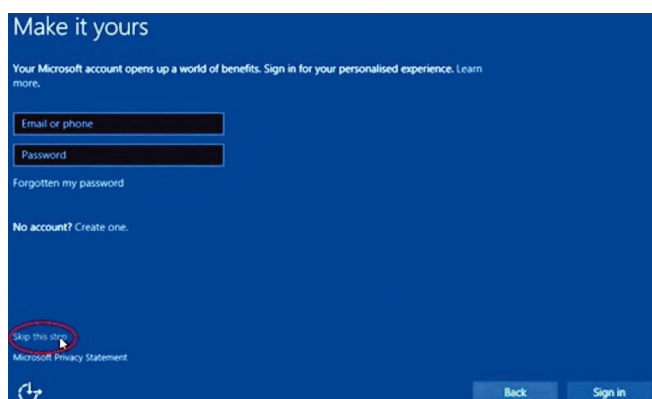 Make it yours
Your Microsoft account opens up a world of benefits. Sign in for your personalised experience. Learn
more.
Email or phone
Password
Forgotten my password
No account? Create one.
Skip this step
Microsoft Privacy Statement
Back
Sign in